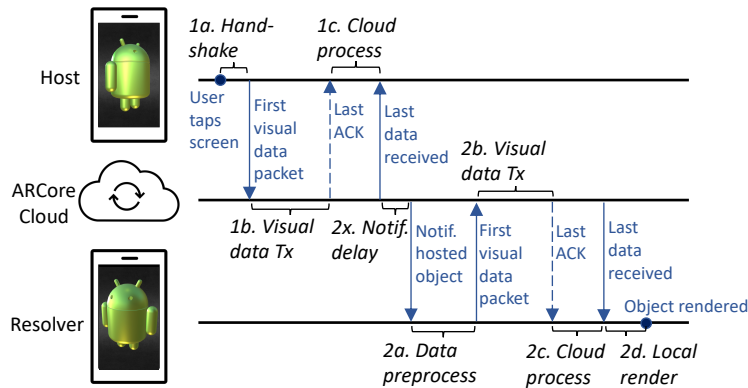 1a. Hand-
shake
1c. Cloud
process
Host
User
taps
screen
First
visual
data
packet
Last
ACK
Last
data
received
2b. Visual
data Tx
ARCore
Cloud
1b. Visual
data Tx
2x. Notif.
delay
Notif.
hosted
object
First
visual
data
packet
Last
ACK
Last
data
received
Object rendered
Resolver
2a. Data
preprocess
2c. Cloud
process
2d. Local
render